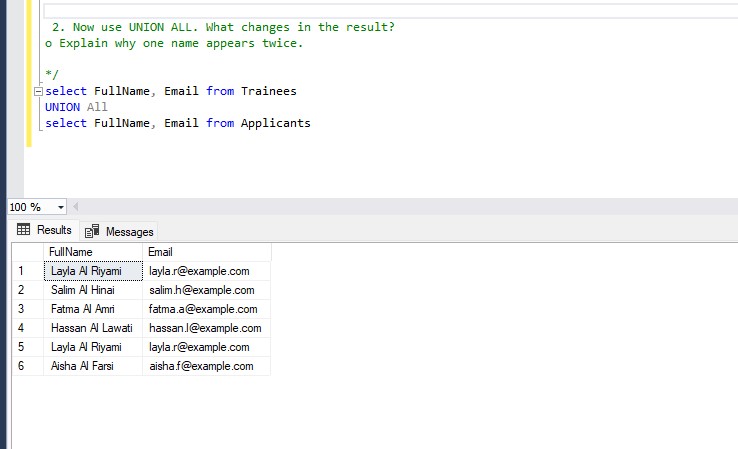 2. Now use UNION ALL. What changes in the result?
o Explain why one name appears twice.
*/
select FullName, Email from Trainees
UNION All
select FullName, Email from Applicants
100 %
Results Messages
FullName Email
1 Layla Al Riyami layla.r@example.com
2 Salim Al Hinai salim.h@example.com
3 Fatma Al Amri fatma.a@example.com
4 Hassan Al Lawati hassan.l@example.com
5 Layla Al Riyami layla.r@example.com
6 Aisha Al Farsi aisha.f@example.com